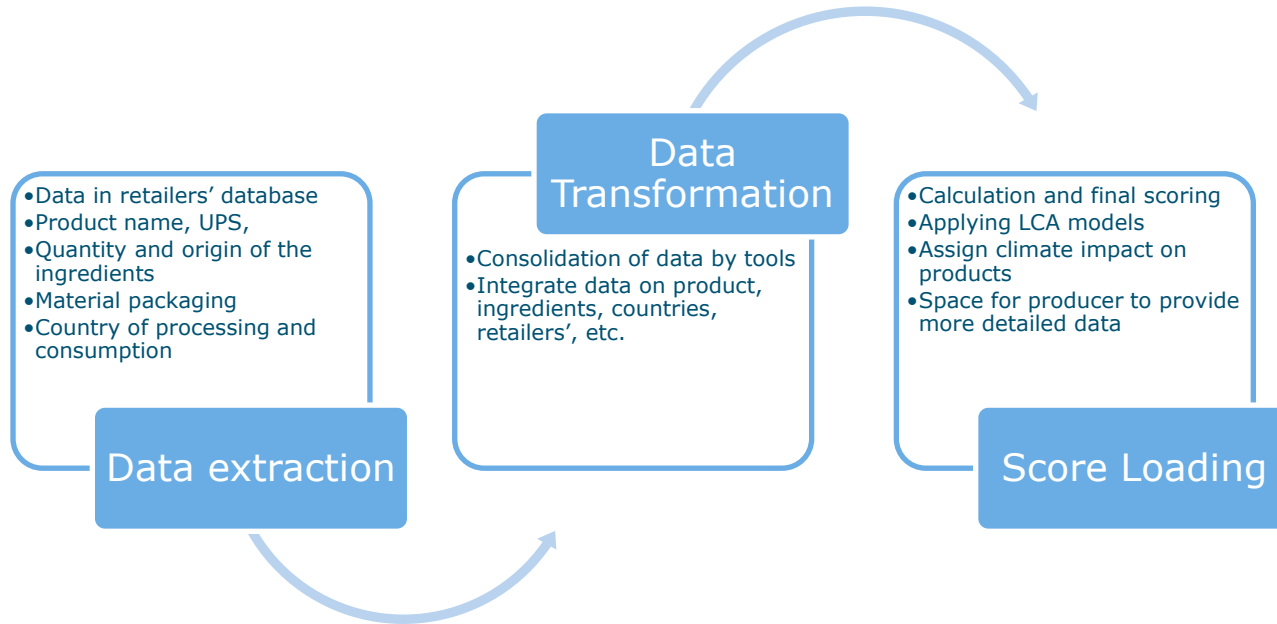 •Data in retailers’ database
•Product name, UPS,
•Quantity and origin of the
ingredients
•Material packaging
•Country of processing and
consumption
Data extraction
Data
Transformation
•Consolidation of data by tools
•Integrate data on product,
ingredients, countries,
retailers’, etc.
•Calculation and final scoring
•Applying LCA models
•Assign climate impact on
products
•Space for producer to provide
more detailed data
Score Loading